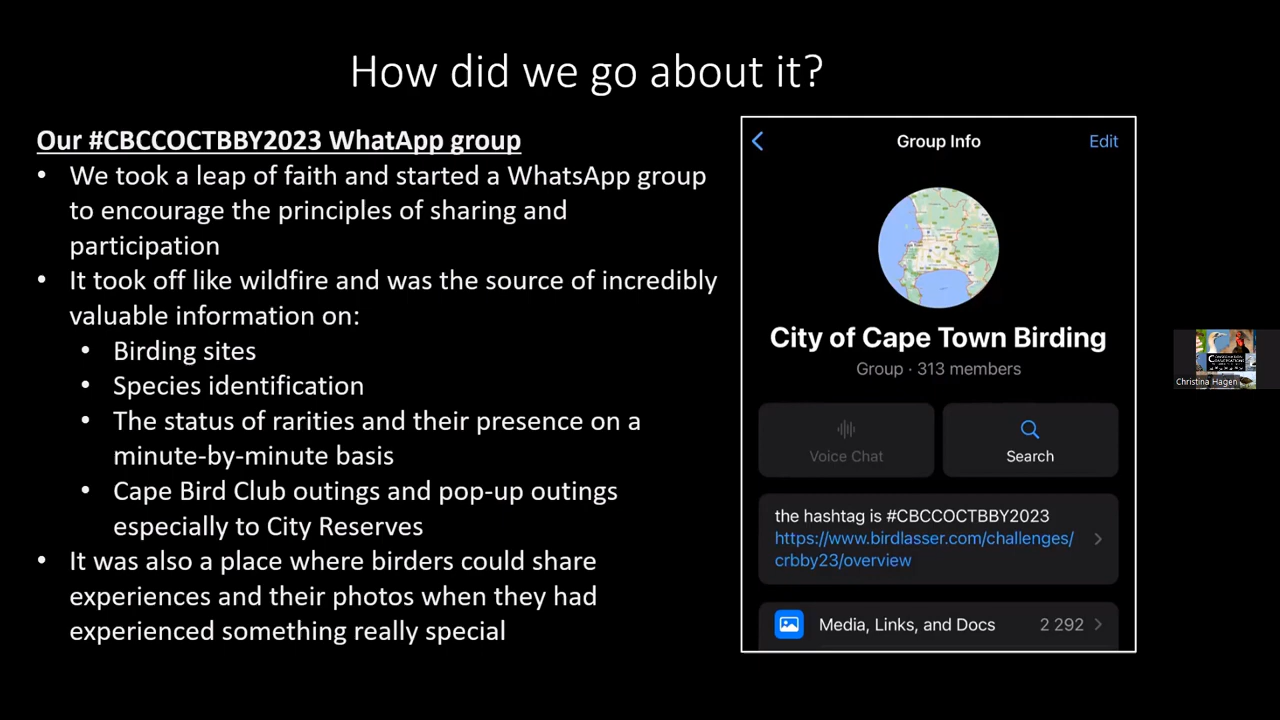 How did we go about it?
Our #CBCCOCTBBY2023 WhatApp group
• We took a leap of faith and started a WhatsApp group
to encourage the principles of sharing and
participation
• It took off like wildfire and was the source of incredibly
valuable information on:
• Birding sites
• Species identification
• The status of rarities and their presence on a
minute-by-minute basis
• Cape Bird Club outings and pop-up outings
especially to City Reserves
• It was also a place where birders could share
experiences and their photos when they had
experienced something really special
Group Info
Edit
City of Cape Town Birding
Group · 313 members
Voice Chat
Search
the hashtag is #CBCCOCTBBY2023
https://www.birdlasser.com/challenges/
crbby23/overview
Media, Links, and Docs 2 292
Christina Hagen